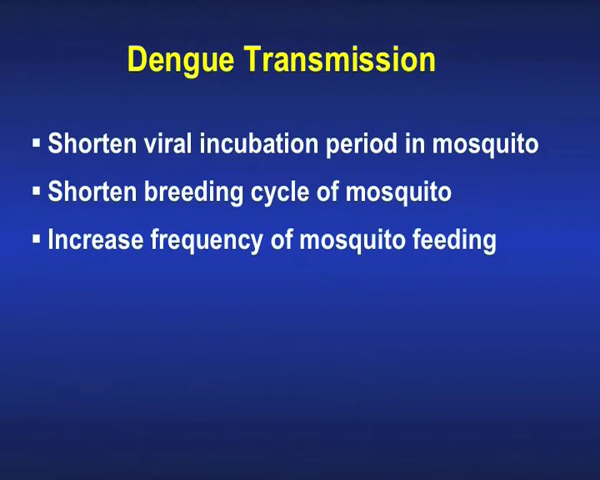 Dengue Transmission
▪ Shorten viral incubation period in mosquito
▪ Shorten breeding cycle of mosquito
▪ Increase frequency of mosquito feeding